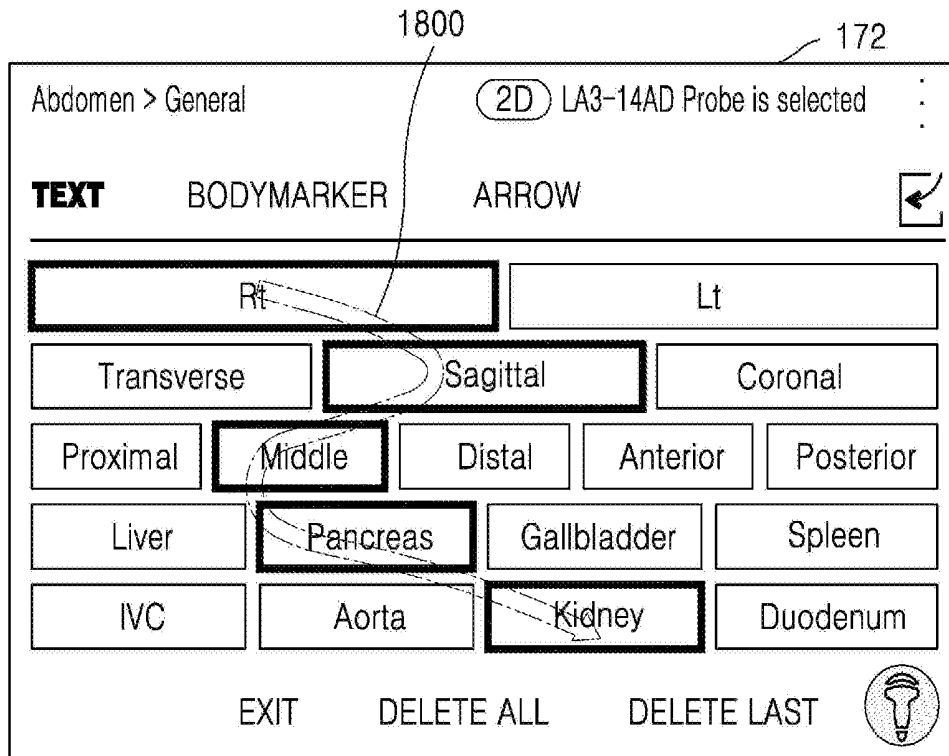 1800
172
Abdomen > General 2D LA3-14AD Probe is selected
TEXT BODYMARKER ARROW
Rt Lt
Transverse Sagittal Coronal
Proximal Middle Distal Anterior Posterior
Liver Pancreas Gallbladder Spleen
IVC Aorta Kidney Duodenum
EXIT DELETE ALL DELETE LAST